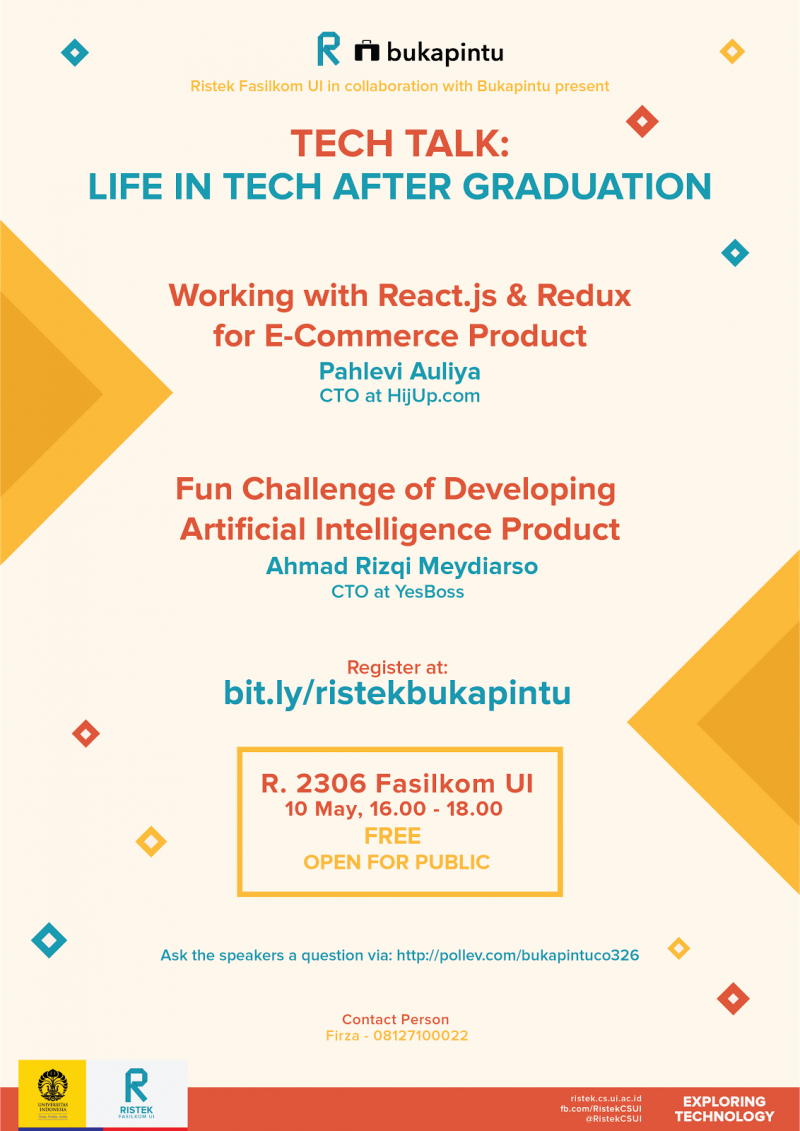 bukapintu
Ristek Fasilkom UI in collaboration with Bukapintu present
TECH TALK:
LIFE IN TECH AFTER GRADUATION
Working with React.js & Redux
for E-Commerce Product
Pahlevi Auliya
CTO at HijUp.com
Fun Challenge of Developing
Artificial Intelligence Product
Ahmad Rizqi Meydiarso
CTO at YesBoss
Register at:
bit.ly/ristekbukapintu
R. 2306 Fasilkom UI
10 May, 16.00 - 18.00
FREE
OPEN FOR PUBLIC
Ask the speakers a question via: http://pollev.com/bukapintuco326
Contact Person
Firza - 08127100022
UNIVERSITAS
INDONESIA
RISTEK
FASILKOM UI
ristek.cs.ui.ac.id
fb.com/RistekCSUI
@RistekCSUI
EXPLORING
TECHNOLOGY